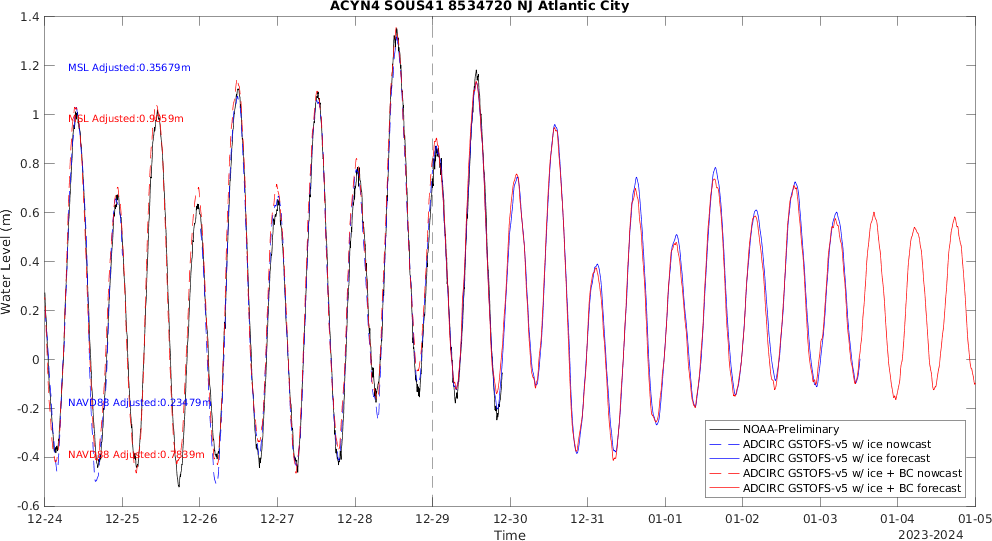 ACYN4 SOUS41 8534720 NJ Atlantic City
1.4
1.2
1
0.8
0.6
0.4
0.2
0
-0.2
-0.4
-0.6
Water Level (m)
MSL Adjusted:0.35679m
MSL Adjusted:0.9059m
NAVD88 Adjusted:0.23479m
NAVD88 Adjusted:0.7839m
NOAA-Preliminary
ADCIRC GSTOFS-v5 w/ ice nowcast
ADCIRC GSTOFS-v5 w/ ice forecast
ADCIRC GSTOFS-v5 w/ ice + BC nowcast
ADCIRC GSTOFS-v5 w/ ice + BC forecast
12-24 12-25 12-26 12-27 12-28 12-29 12-30 12-31 01-01 01-02 01-03 01-04 01-05
Time
2023-2024